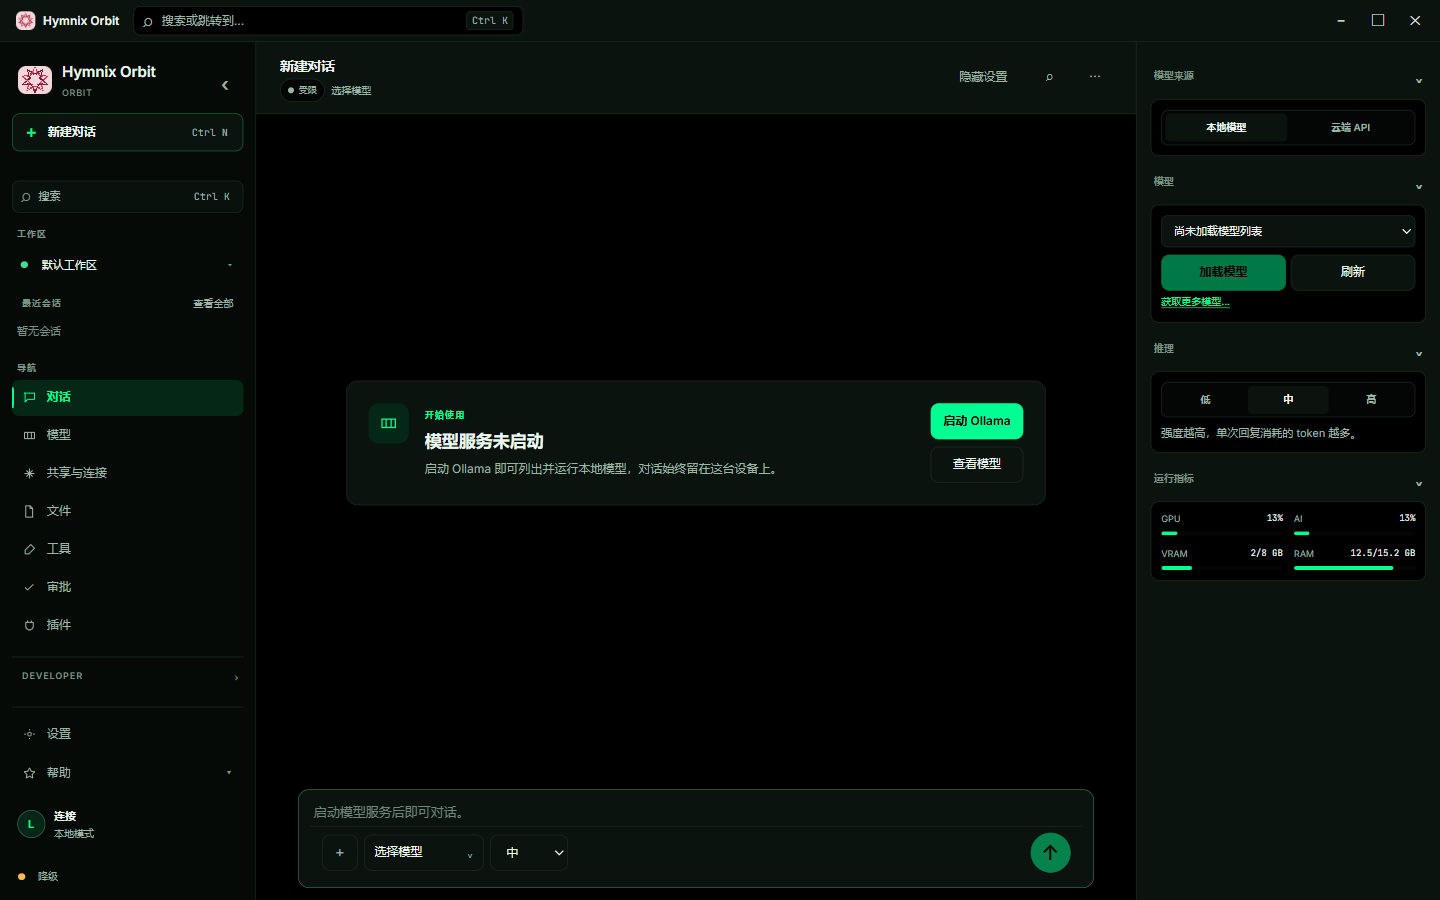 Hymnix Orbit
搜索或跳转到...
Ctrl K
Hymnix Orbit
ORBIT
新建对话
Ctrl N
搜索
Ctrl K
工作区
默认工作区
最近会话
查看全部
暂无会话
导航
对话
模型
共享与连接
文件
工具
审批
插件
DEVELOPER
设置
帮助
L
连接
本地模式
降级
新建对话
受限
选择模型
隐藏设置
开始使用
模型服务未启动
启动 Ollama 即可列出并运行本地模型，对话始终留在这台设备上。
启动 Ollama
查看模型
启动模型服务后即可对话。
选择模型
中
模型来源
本地模型
云端 API
模型
尚未加载模型列表
加载模型
刷新
获取更多模型...
推理
低
中
高
强度越高，单次回复消耗的 token 越多。
运行指标
GPU
13%
AI
13%
VRAM
2/8 GB
RAM
12.5/15.2 GB